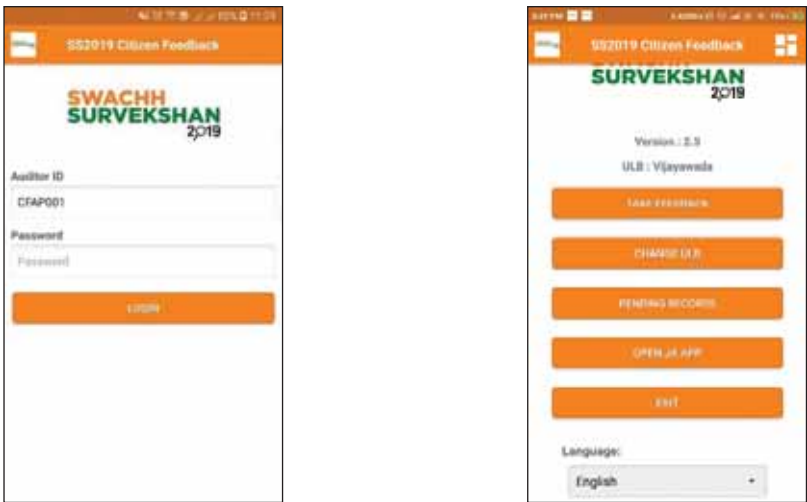 SS2019 Citizen Feedback
SWACHH
SURVEKSHAN
2019
Auditor ID
CFAP001
Password
Password
LOGIN
SS2019 Citizen Feedback
SURVEKSHAN
2019
Version : 2.5
ULB : Vijayawada
TAKE FEEDBACK
CHANGE ULB
PENDING RECORDS
OPEN JA APP
EXIT
Language:
English